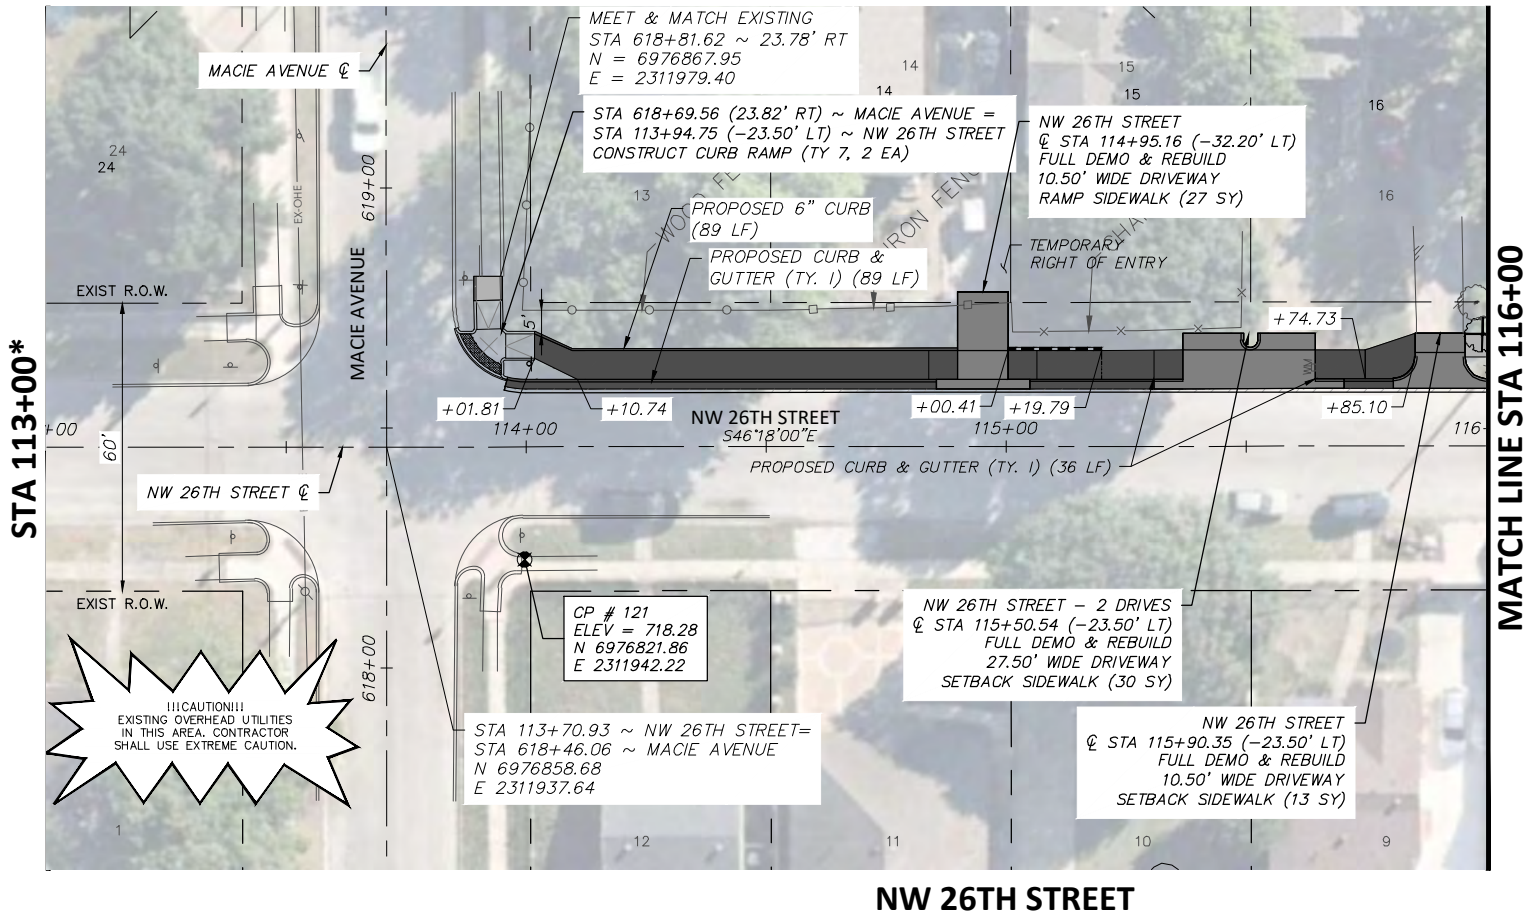 MEET & MATCH EXISTING
STA 618+81.62 ~ 23.78' RT
N = 6976867.95
E = 2311979.40
MACIE AVENUE ℄
14
14
15
15
16
STA 618+69.56 (23.82' RT) ~ MACIE AVENUE =
STA 113+94.75 (-23.50' LT) ~ NW 26TH STREET
CONSTRUCT CURB RAMP (TY 7, 2 EA)
NW 26TH STREET
℄ STA 114+95.16 (-32.20' LT)
FULL DEMO & REBUILD
10.50' WIDE DRIVEWAY
RAMP SIDEWALK (27 SY)
24
24
EX-OHE
619+00
13
16
WOOD FE
IRON FENC
CHA
PROPOSED 6" CURB
(89 LF)
PROPOSED CURB &
GUTTER (TY. I) (89 LF)
TEMPORARY
RIGHT OF ENTRY
EXIST R.O.W.
MACIE AVENUE
5'
+74.73
STA 113+00*
MATCH LINE STA 116+00
+01.81
+10.74
+00.41
+19.79
+85.10
+00
NW 26TH STREET
114+00
S46°18'00"E
115+00
116-
60'
PROPOSED CURB & GUTTER (TY. I) (36 LF)
NW 26TH STREET ℄
EXIST R.O.W.
CP # 121
ELEV = 718.28
N 6976821.86
E 2311942.22
NW 26TH STREET - 2 DRIVES
℄ STA 115+50.54 (-23.50' LT)
FULL DEMO & REBUILD
27.50' WIDE DRIVEWAY
SETBACK SIDEWALK (30 SY)
618+00
!!!CAUTION!!!
EXISTING OVERHEAD UTILITIES
IN THIS AREA. CONTRACTOR
SHALL USE EXTREME CAUTION.
STA 113+70.93 ~ NW 26TH STREET=
STA 618+46.06 ~ MACIE AVENUE
N 6976858.68
E 2311937.64
NW 26TH STREET
℄ STA 115+90.35 (-23.50' LT)
FULL DEMO & REBUILD
10.50' WIDE DRIVEWAY
SETBACK SIDEWALK (13 SY)
1
12
11
10
9
NW 26TH STREET